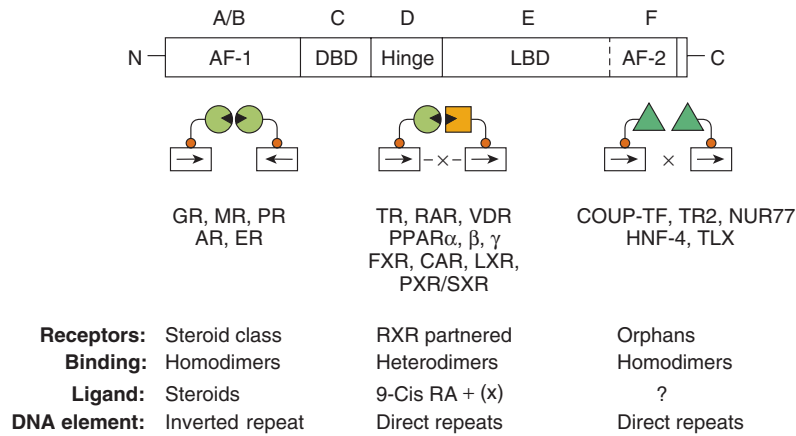 A/B C D E F
N AF-1 DBD Hinge LBD AF-2 C
× ×
GR, MR, PR TR, RAR, VDR COUP-TF, TR2, NUR77
AR, ER PPARα, β, γ HNF-4, TLX
FXR, CAR, LXR,
PXR/SXR
Receptors: Steroid class RXR partnered Orphans
Binding: Homodimers Heterodimers Homodimers
Ligand: Steroids 9-Cis RA + (x) ?
DNA element: Inverted repeat Direct repeats Direct repeats